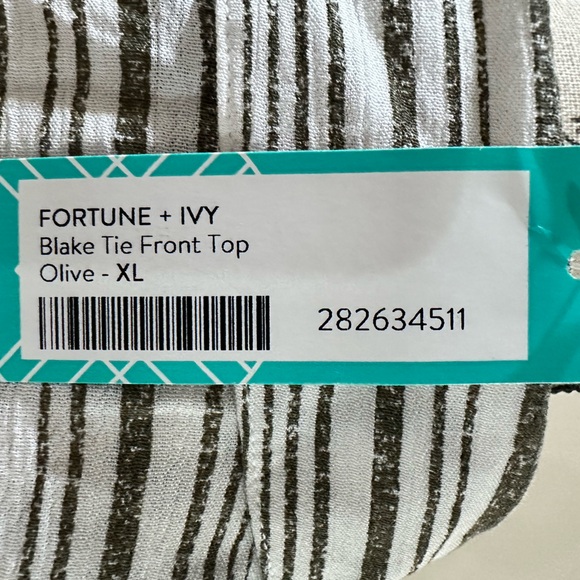 FORTUNE + IVY
Blake Tie Front Top
Olive - XL
282634511